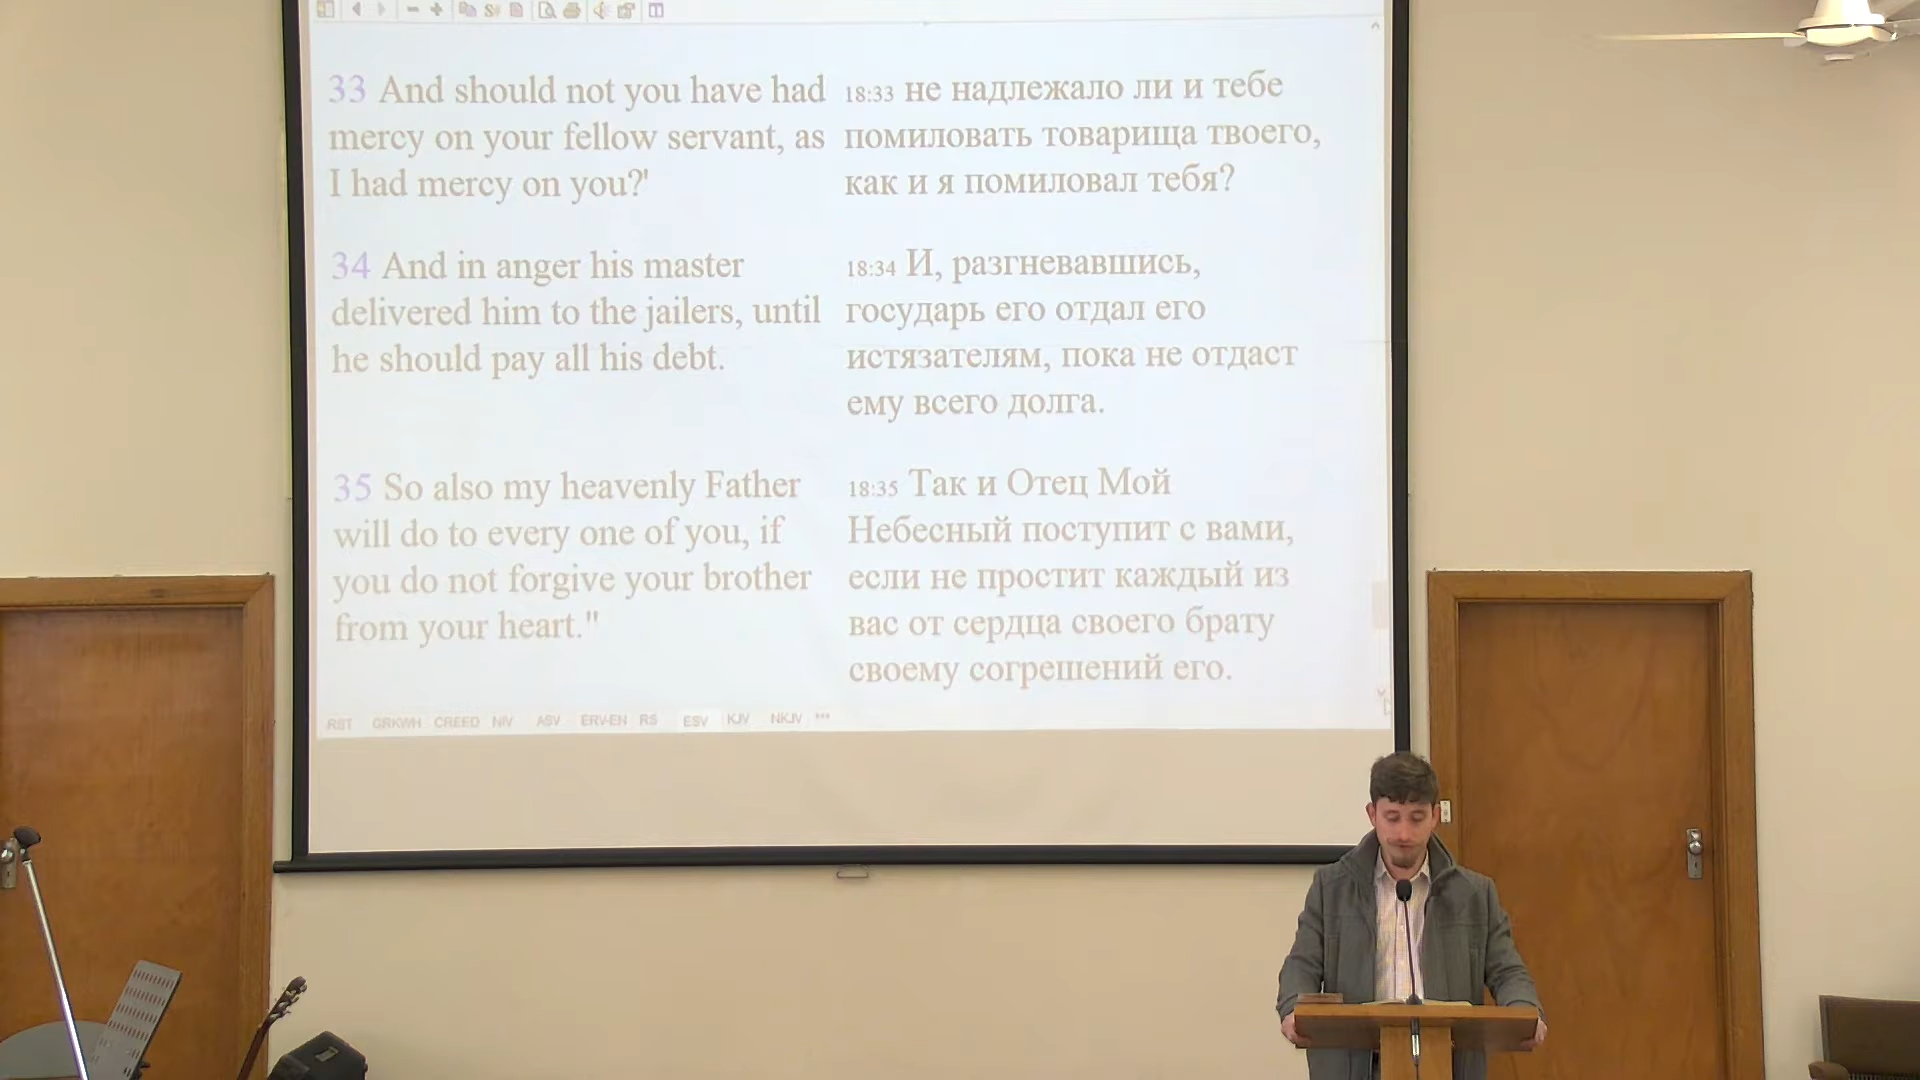 33 And should not you have had
mercy on your fellow servant, as
I had mercy on you?'
34 And in anger his master
delivered him to the jailers, until
he should pay all his debt.
35 So also my heavenly Father
will do to every one of you, if
you do not forgive your brother
from your heart."
18:33 не надлежало ли и тебе
помиловать товарища твоего,
как и я помиловал тебя?
18:34 И, разгневавшись,
государь его отдал его
истязателям, пока не отдаст
ему всего долга.
18:35 Так и Отец Мой
Небесный поступит с вами,
если не простит каждый из
вас от сердца своего брату
своему согрешений его.
RST GRKWH CREED NIV ASV ERV-EN RS ESV KJV NKJV ***